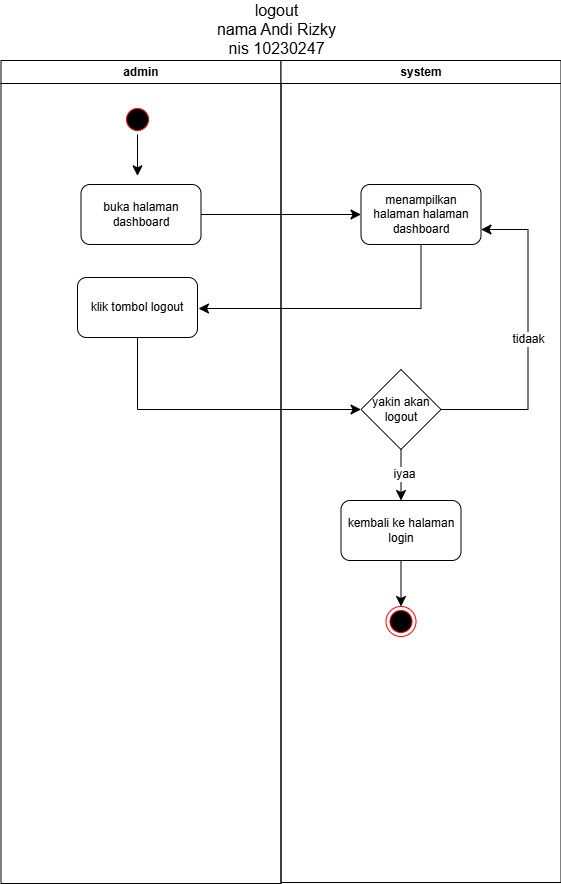 logout
nama Andi Rizky
nis 10230247
admin
system
buka halaman
dashboard
menampilkan
halaman halaman
dashboard
klik tombol logout
tidaak
yakin akan
logout
iyaa
kembali ke halaman
login